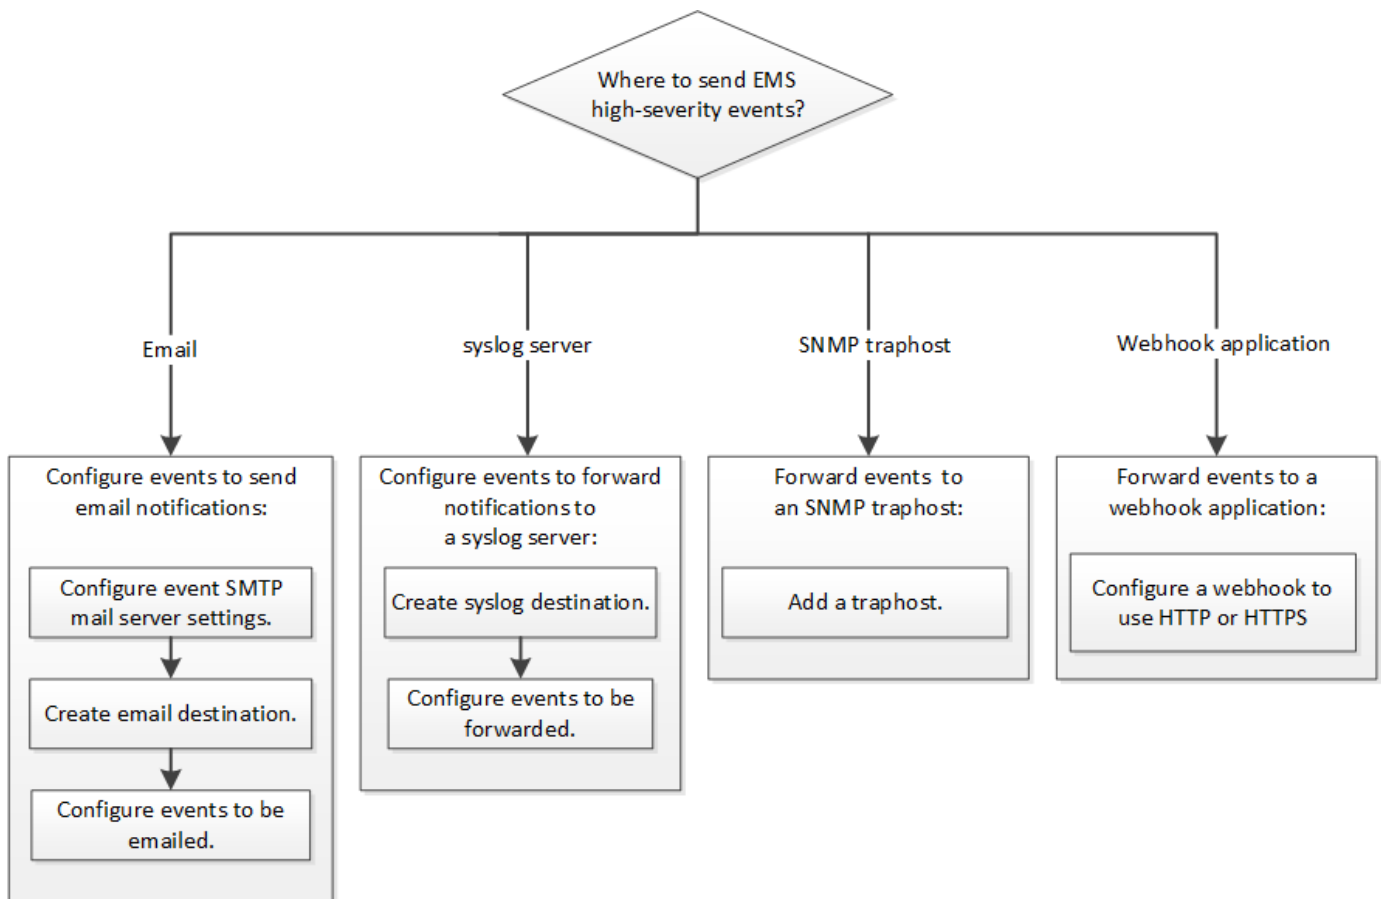 Where to send EMS
high-severity events?
Email
syslog server
SNMP traphost
Webhook application
Configure events to send
email notifications:
Configure event SMTP
mail server settings.
Create email destination.
Configure events to be
emailed.
Configure events to forward
notifications to
a syslog server:
Create syslog destination.
Configure events to be
forwarded.
Forward events to
an SNMP traphost:
Add a traphost.
Forward events to a
webhook application:
Configure a webhook to
use HTTP or HTTPS